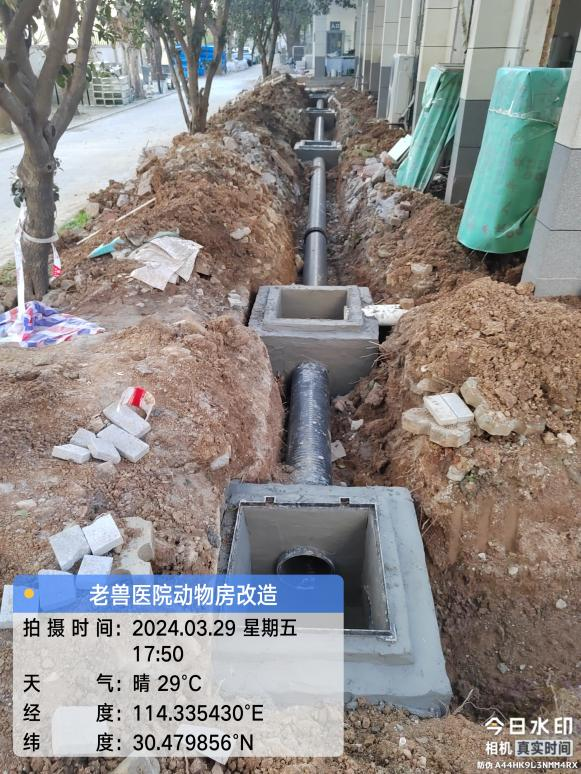 老兽医院动物房改造
拍摄时间：2024.03.29 星期五
17:50
天气：晴 29°C
经度：114.335430°E
纬度：30.479856°N
今日水印
相机 真实时间
防伪 A44HK9L3NMM4RX